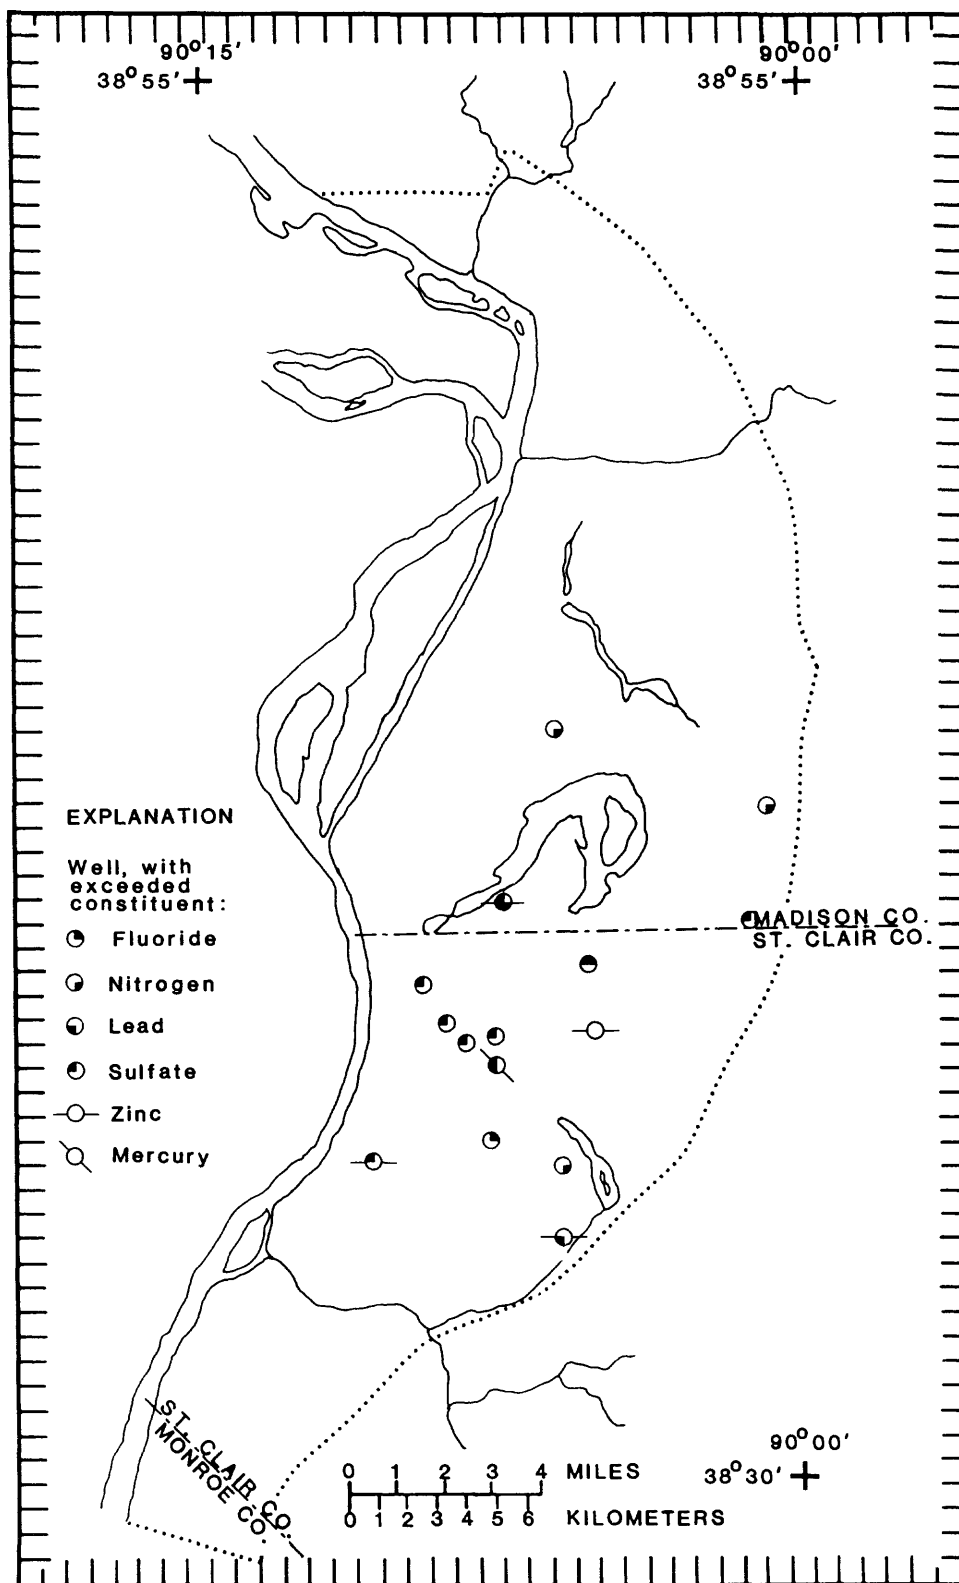 90°15'
38°55'
90°00'
38°55'
EXPLANATION
Well, with
exceeded
constituent:
Fluoride
Nitrogen
Lead
Sulfate
Zinc
Mercury
MADISON CO.
ST. CLAIR CO.
ST. CLAIR CO.
MONROE CO.
90°00'
38°30'
0 1 2 3 4 MILES
0 1 2 3 4 5 6 KILOMETERS